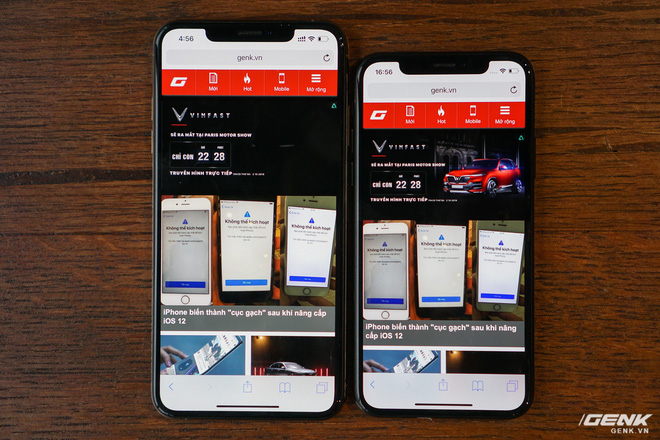 4:56
genk.vn
G
Mới
Hot
Mobile
Mở rộng
VINFAST
SẼ RA MẮT TẠI PARIS MOTOR SHOW
CHỈ CÒN 22 28
TRUYỀN HÌNH TRỰC TIẾP
Không thể kích hoạt
Không thể kích hoạt
Không thể kích hoạt
iPhone biến thành "cục gạch" sau khi nâng cấp
iOS 12
16:56
genk.vn
G
Mới
Hot
Mobile
Mở rộng
VINFAST
SẼ RA MẮT TẠI PARIS MOTOR SHOW
CHỈ CÒN 22 28
TRUYỀN HÌNH TRỰC TIẾP
Không thể kích hoạt
Không thể kích hoạt
Không thể kích hoạt
iPhone biến thành "cục gạch" sau khi nâng
cấp iOS 12
GENK
GENK.VN